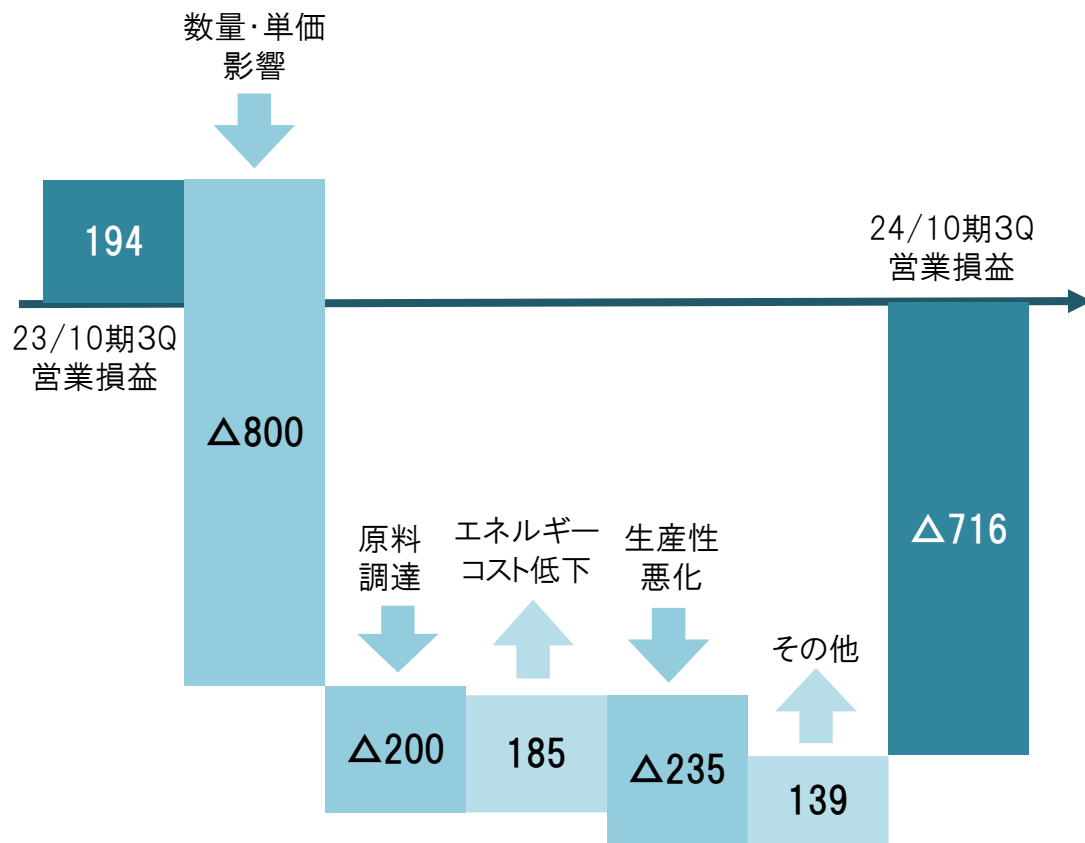 数量・単価
影響
194
23/10期3Q
営業損益
△800
原料
調達
△200
エネルギー
コスト低下
185
生産性
悪化
△235
その他
139
24/10期3Q
営業損益
△716